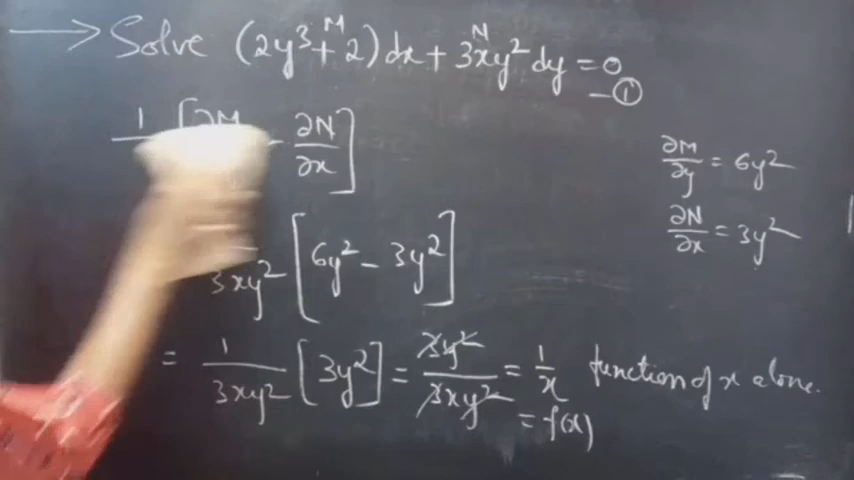 → Solve (2y³ + 2) dx + 3xy² dy = 0
M N
— ①
1 [∂M - ∂N/∂x]
∂M/∂y = 6y²
∂N/∂x = 3y²
3xy² [6y² - 3y²]
= 1/3xy² [3y²] = 3y²/3xy² = 1/x function of x alone.
= f(x)